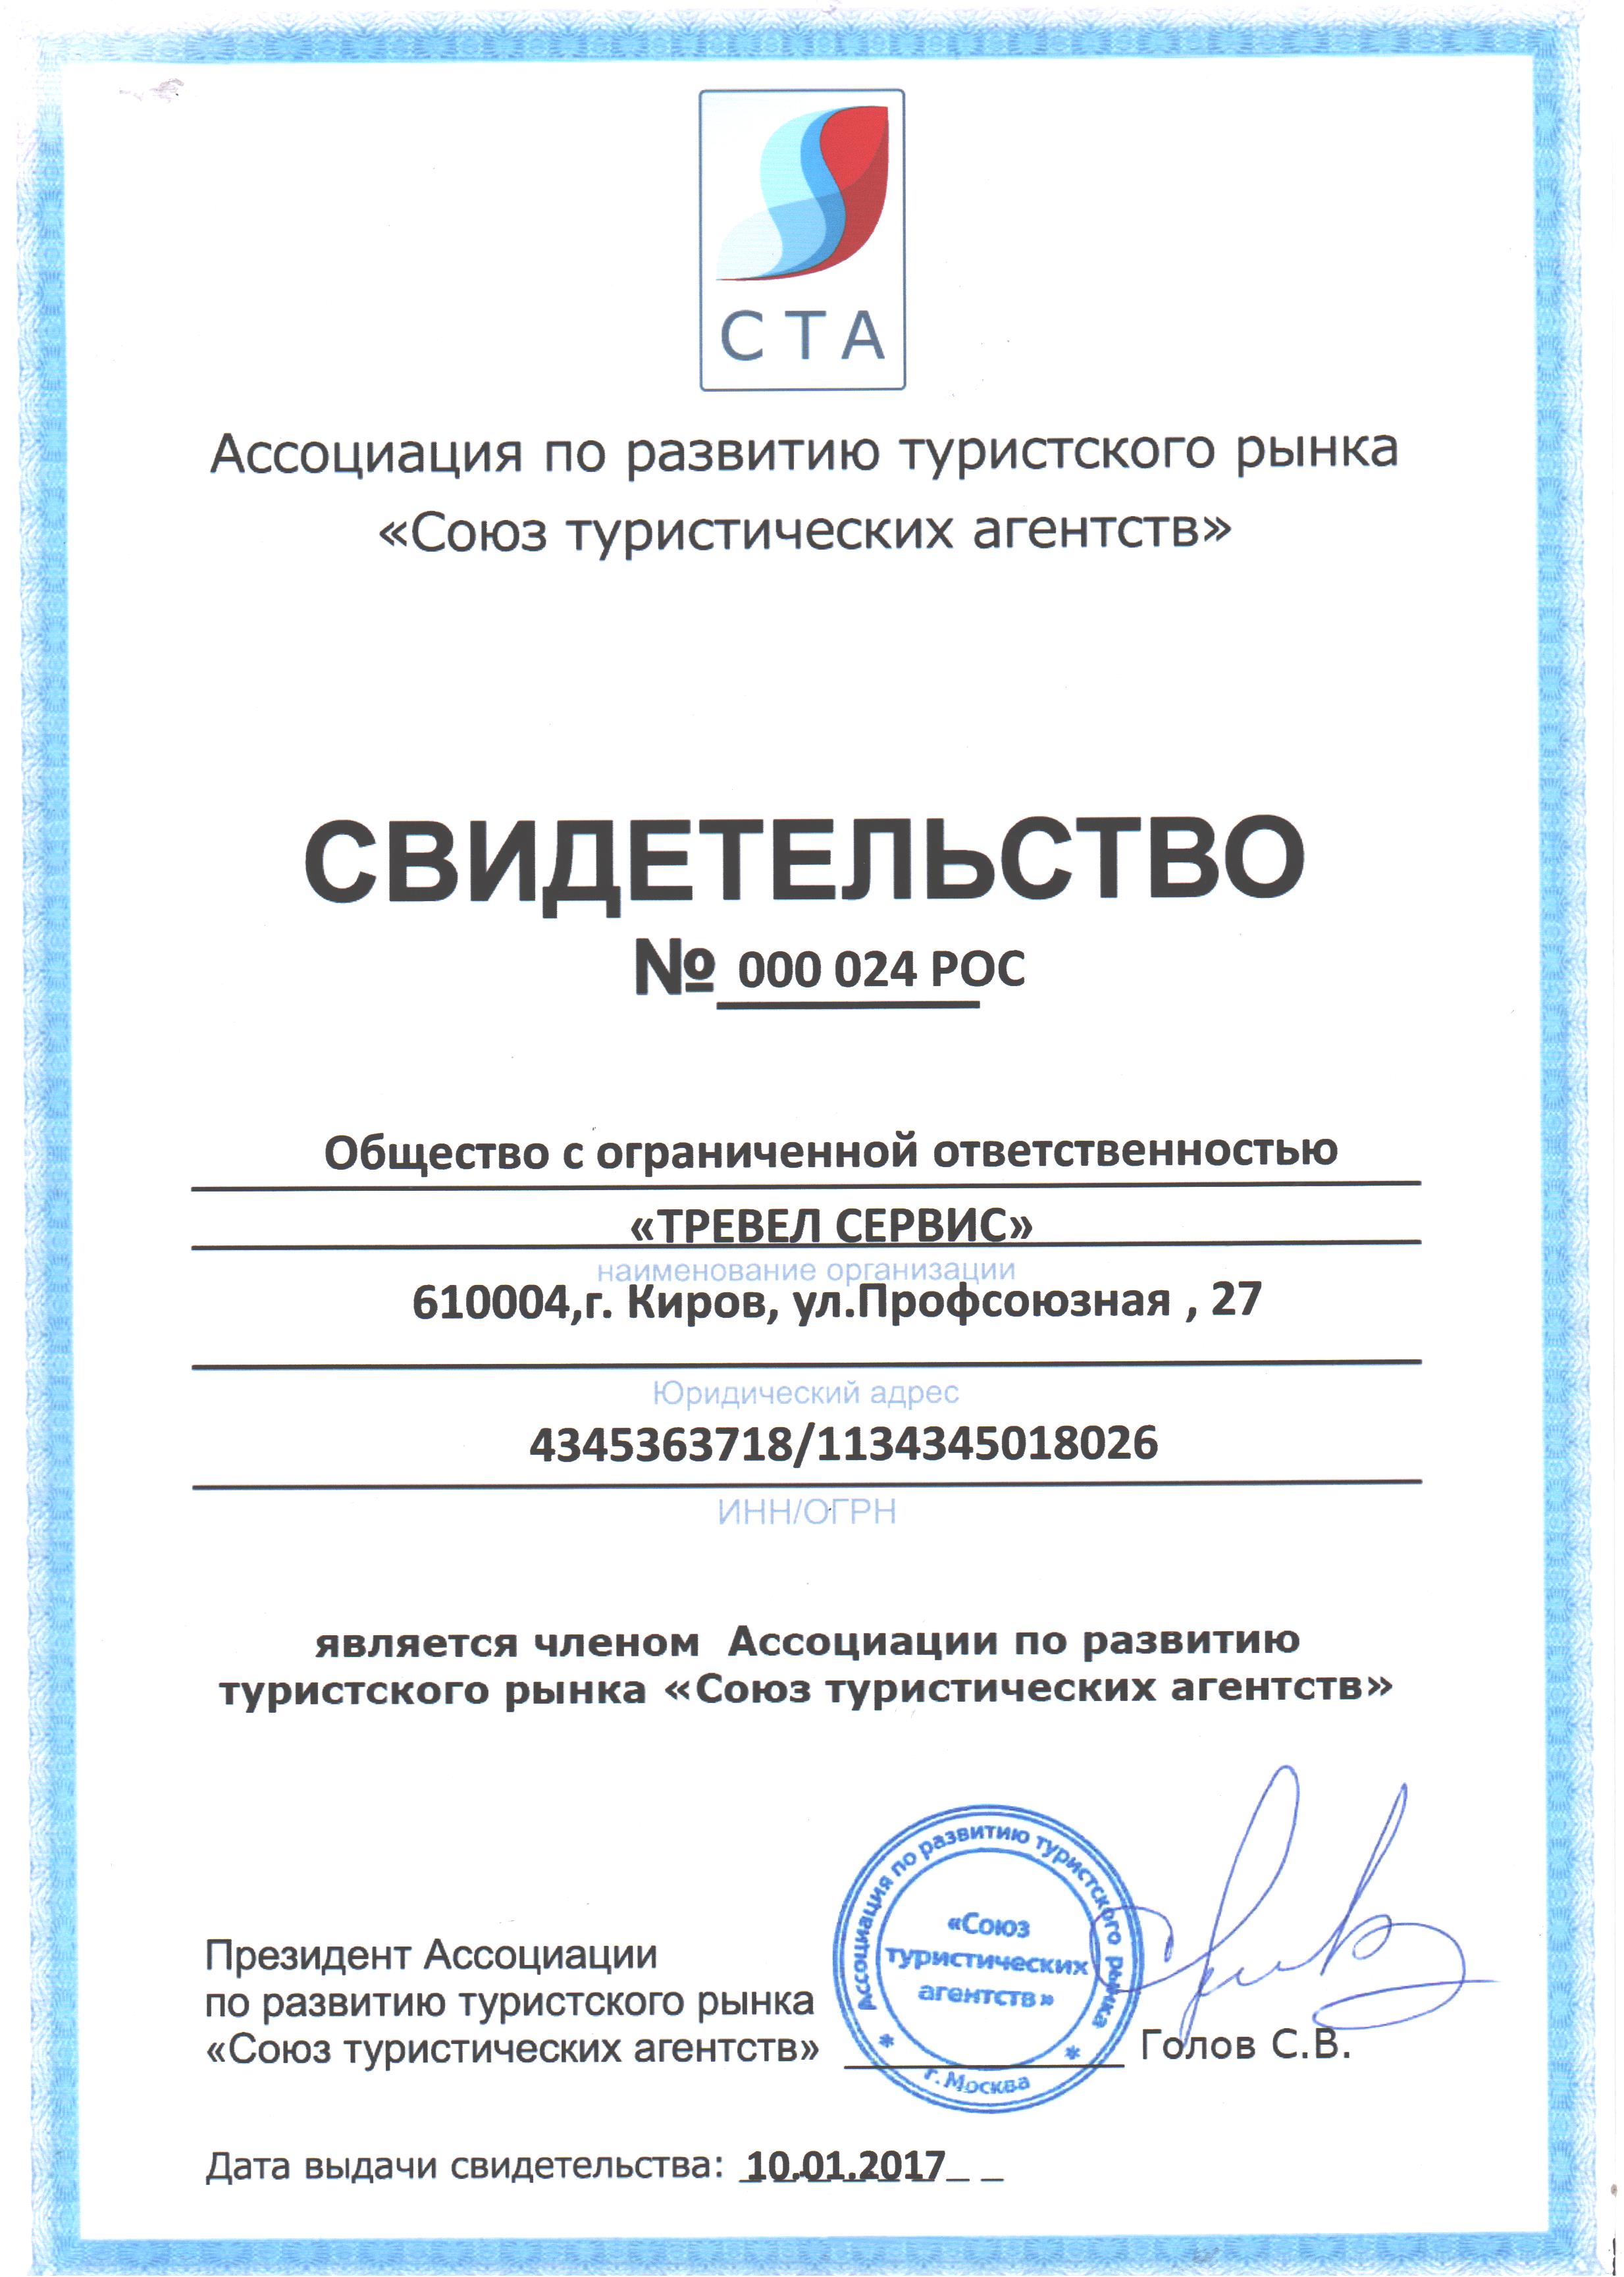 СТА
Ассоциация по развитию туристского рынка
«Союз туристических агентств»
СВИДЕТЕЛЬСТВО
№ 000 024 РОС
Общество с ограниченной ответственностью
«ТРЕВЕЛ СЕРВИС»
наименование организации
610004,г. Киров, ул.Профсоюзная , 27
Юридический адрес
4345363718/1134345018026
ИНН/ОГРН
является членом Ассоциации по развитию
туристского рынка «Союз туристических агентств»
Ассоциация по развитию туристского рынка
«Союз
туристических
агентств»
г. Москва
Президент Ассоциации
по развитию туристского рынка
«Союз туристических агентств» Голов С.В.
Дата выдачи свидетельства: 10.01.2017